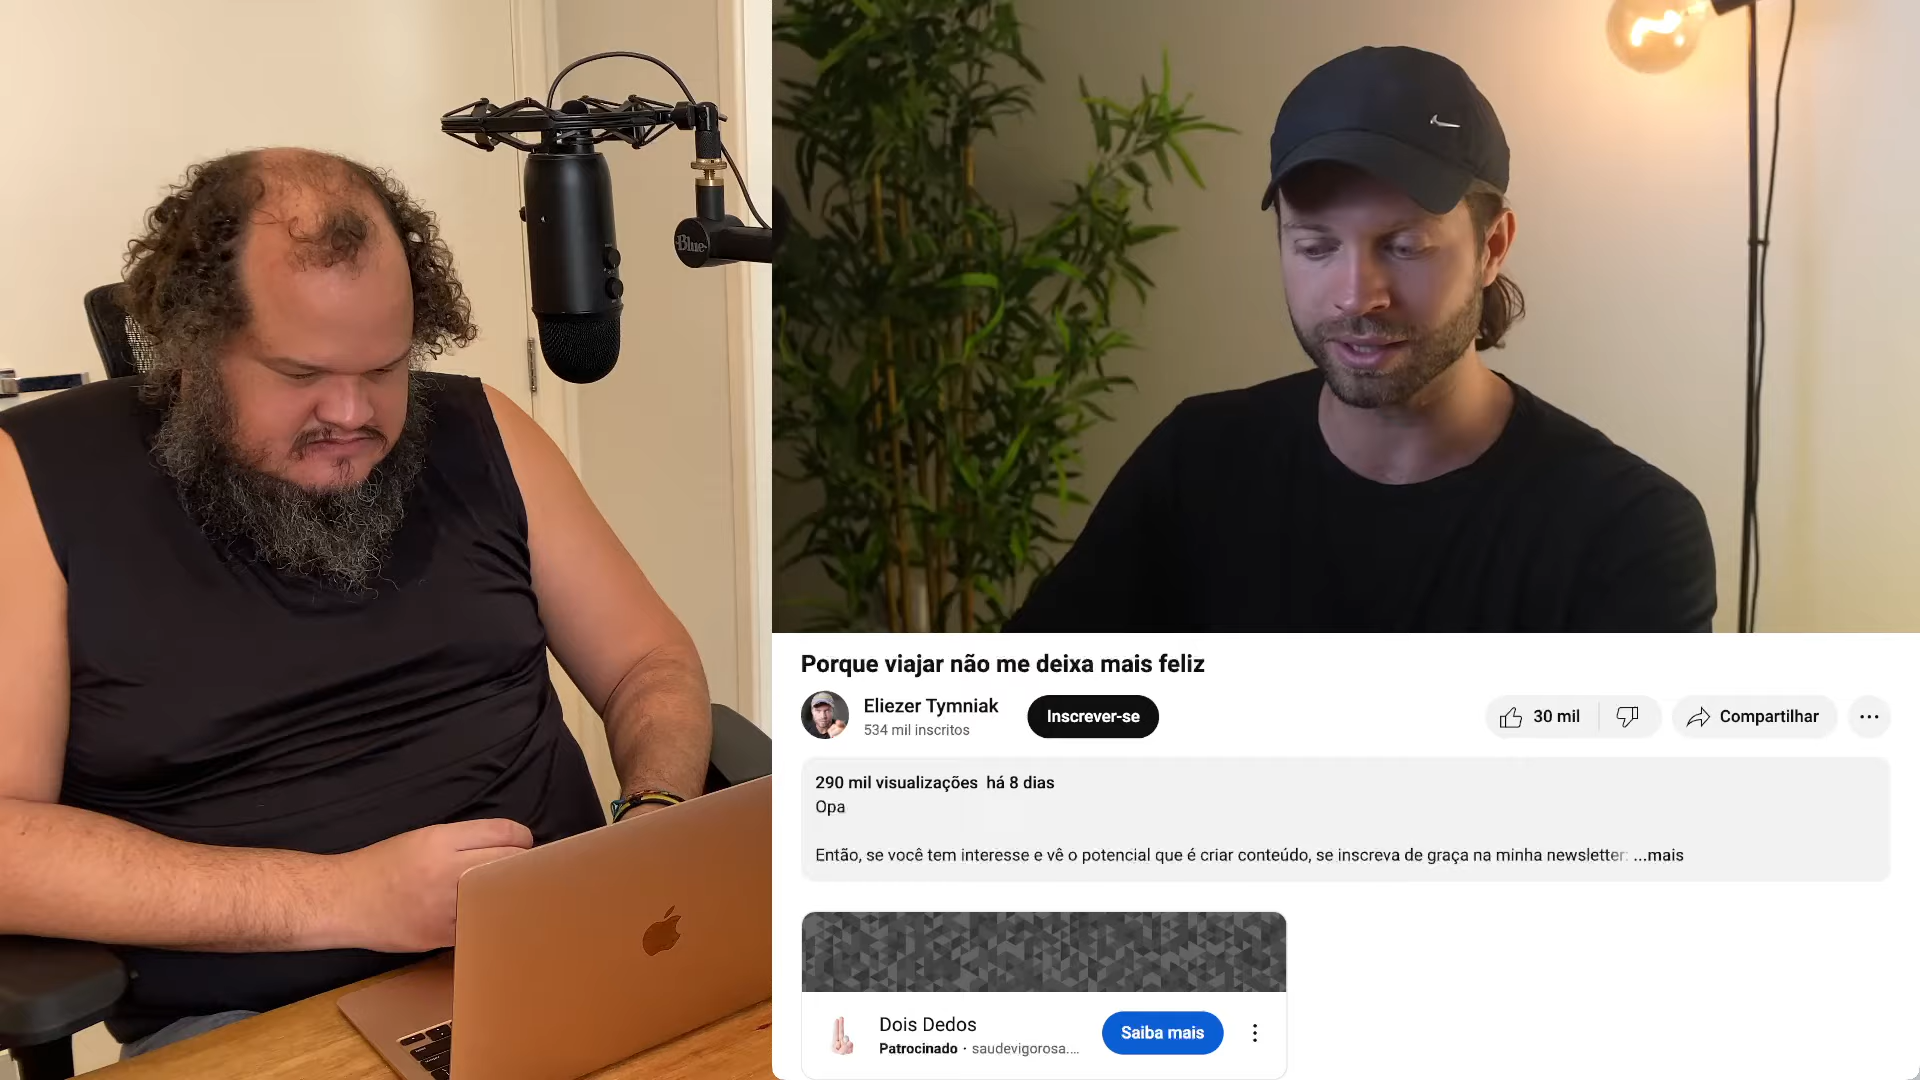 Blue
Porque viajar não me deixa mais feliz
Eliezer Tymniak
534 mil inscritos
Inscrever-se
30 mil
Compartilhar
290 mil visualizações há 8 dias
Opa
Então, se você tem interesse e vê o potencial que é criar conteúdo, se inscreva de graça na minha newsletter: ...mais
Dois Dedos
Patrocinado · saudevigorosa....
Saiba mais